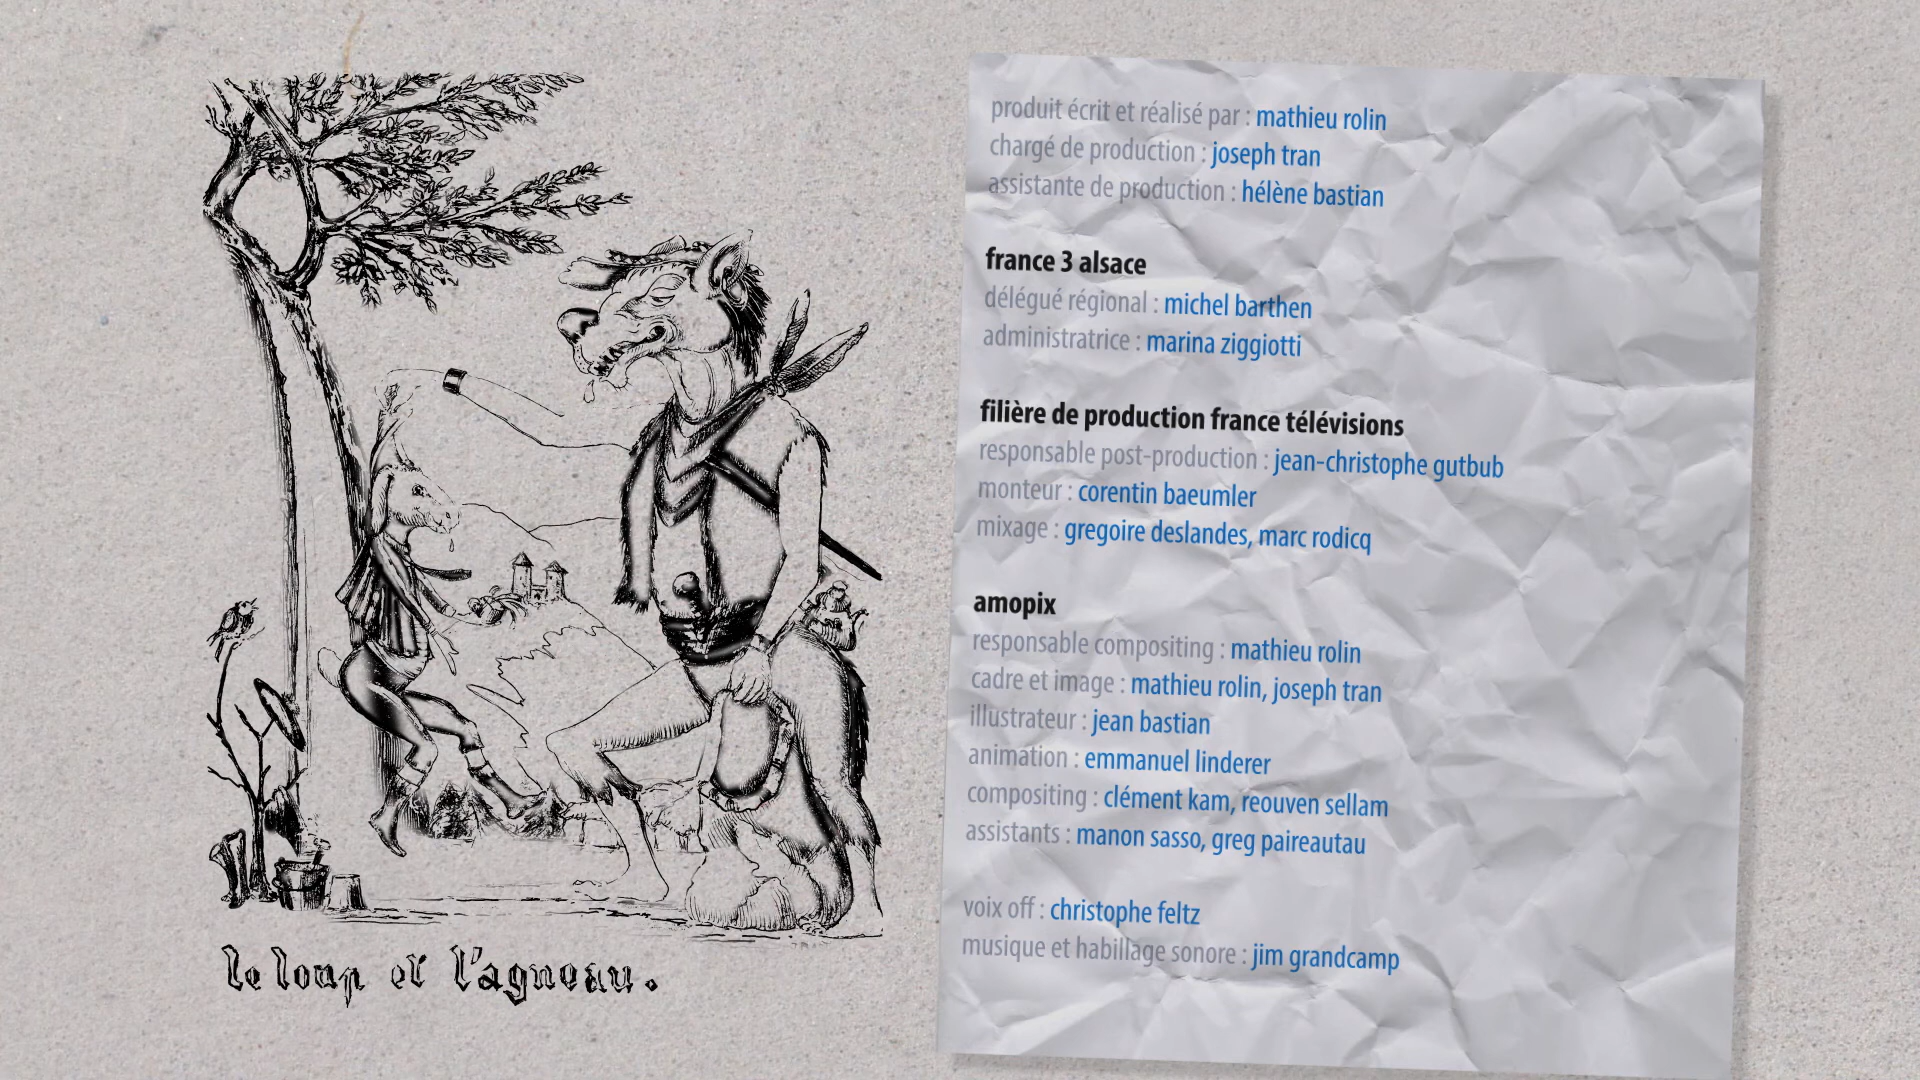 produit écrit et réalisé par : mathieu rolin
chargé de production : joseph tran
assistante de production : hélène bastian
france 3 alsace
délégué régional : michel barthen
administratrice : marina ziggiotti
filière de production france télévisions
responsable post-production : jean-christophe gutbub
monteur : corentin baeumler
mixage : gregoire deslandes, marc rodicq
amopix
responsable compositing : mathieu rolin
cadre et image : mathieu rolin, joseph tran
illustrateur : jean bastian
animation : emmanuel linderer
compositing : clément kam, reouven sellam
assistants : manon sasso, greg paireautau
voix off : christophe feltz
musique et habillage sonore : jim grandcamp
le loup et l'agneau.